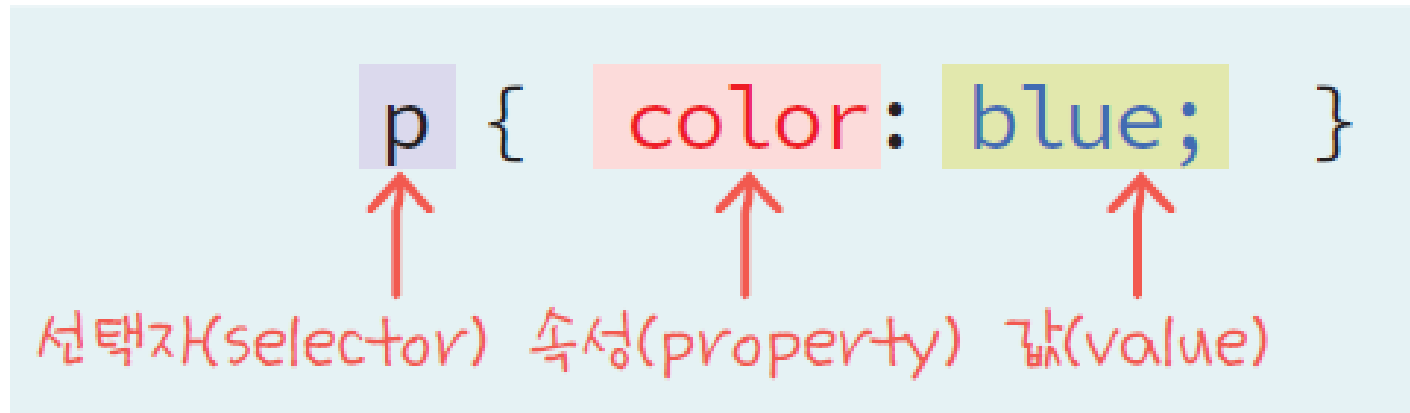 p { color: blue; }
선택자(selector) 속성(property) 값(value)